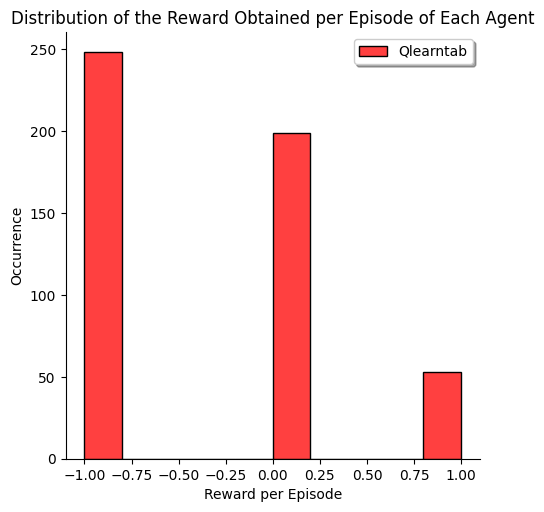 Distribution of the Reward Obtained per Episode of Each Agent
Qlearntab
250
200
150
100
50
0
Occurrence
−1.00 −0.75 −0.50 −0.25 0.00 0.25 0.50 0.75 1.00
Reward per Episode